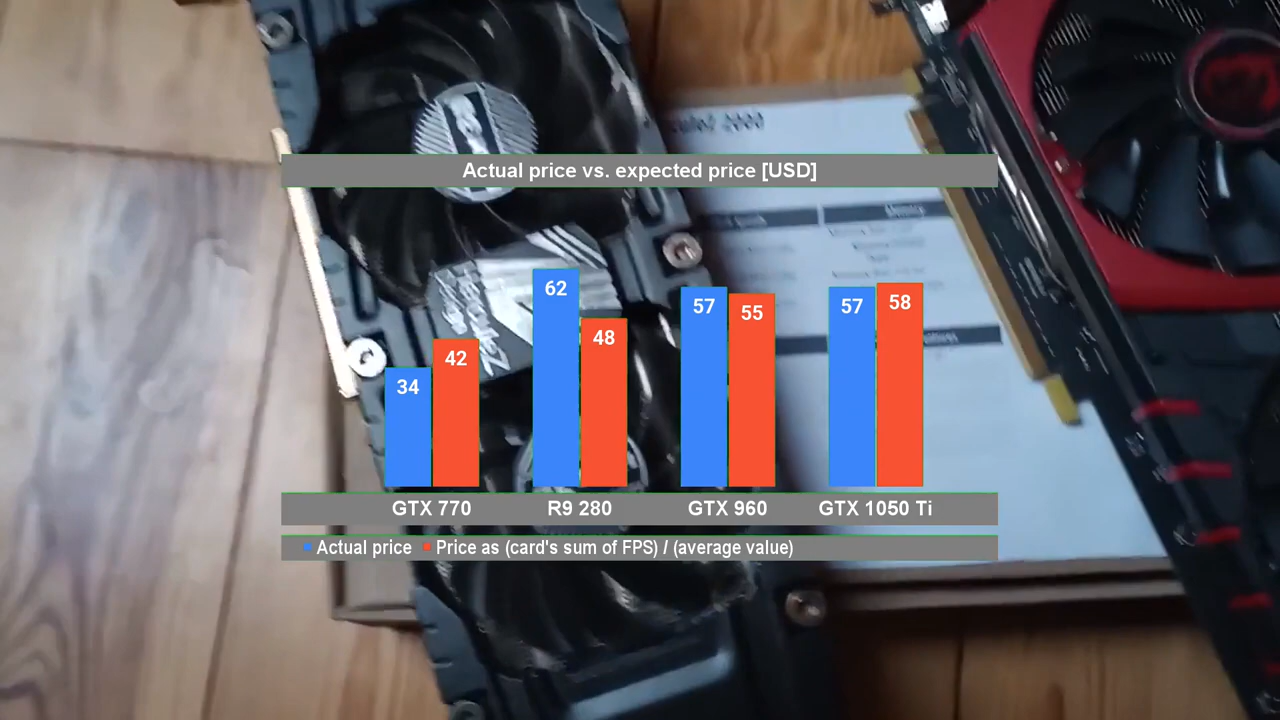 Actual price vs. expected price [USD]
62
57
55
57
58
48
34
42
GTX 770 R9 280 GTX 960 GTX 1050 Ti
Actual price Price as (card's sum of FPS) / (average value)